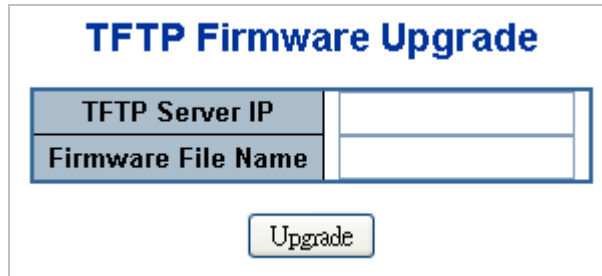 TFTP Firmware Upgrade
TFTP Server IP
Firmware File Name
Upgrade